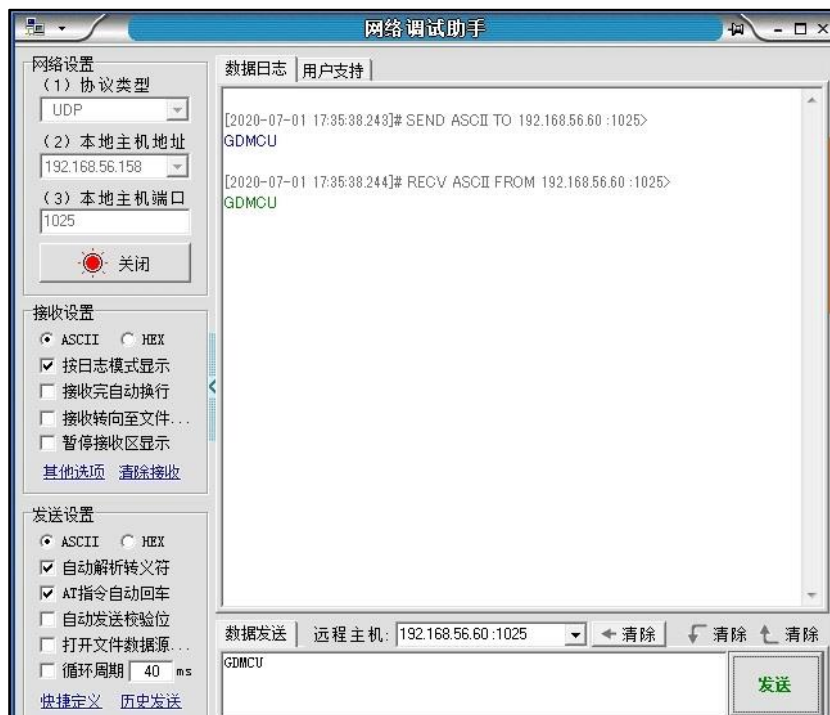 网络调试助手
网络设置
(1) 协议类型
UDP
(2) 本地主机地址
192.168.56.158
(3) 本地主机端口
1025
关闭
接收设置
ASCII HEX
按日志模式显示
接收完自动换行
接收转向至文件...
暂停接收区显示
其他选项 清除接收
发送设置
ASCII HEX
自动解析转义符
AT指令自动回车
自动发送校验位
打开文件数据源...
循环周期 40 ms
快捷定义 历史发送
数据日志 用户支持
[2020-07-01 17:35:38.243]# SEND ASCII TO 192.168.56.60 :1025>
GDMCU
[2020-07-01 17:35:38.244]# RECV ASCII FROM 192.168.56.60 :1025>
GDMCU
数据发送 远程主机: 192.168.56.60 :1025 清除 清除 清除
GDMCU
发送